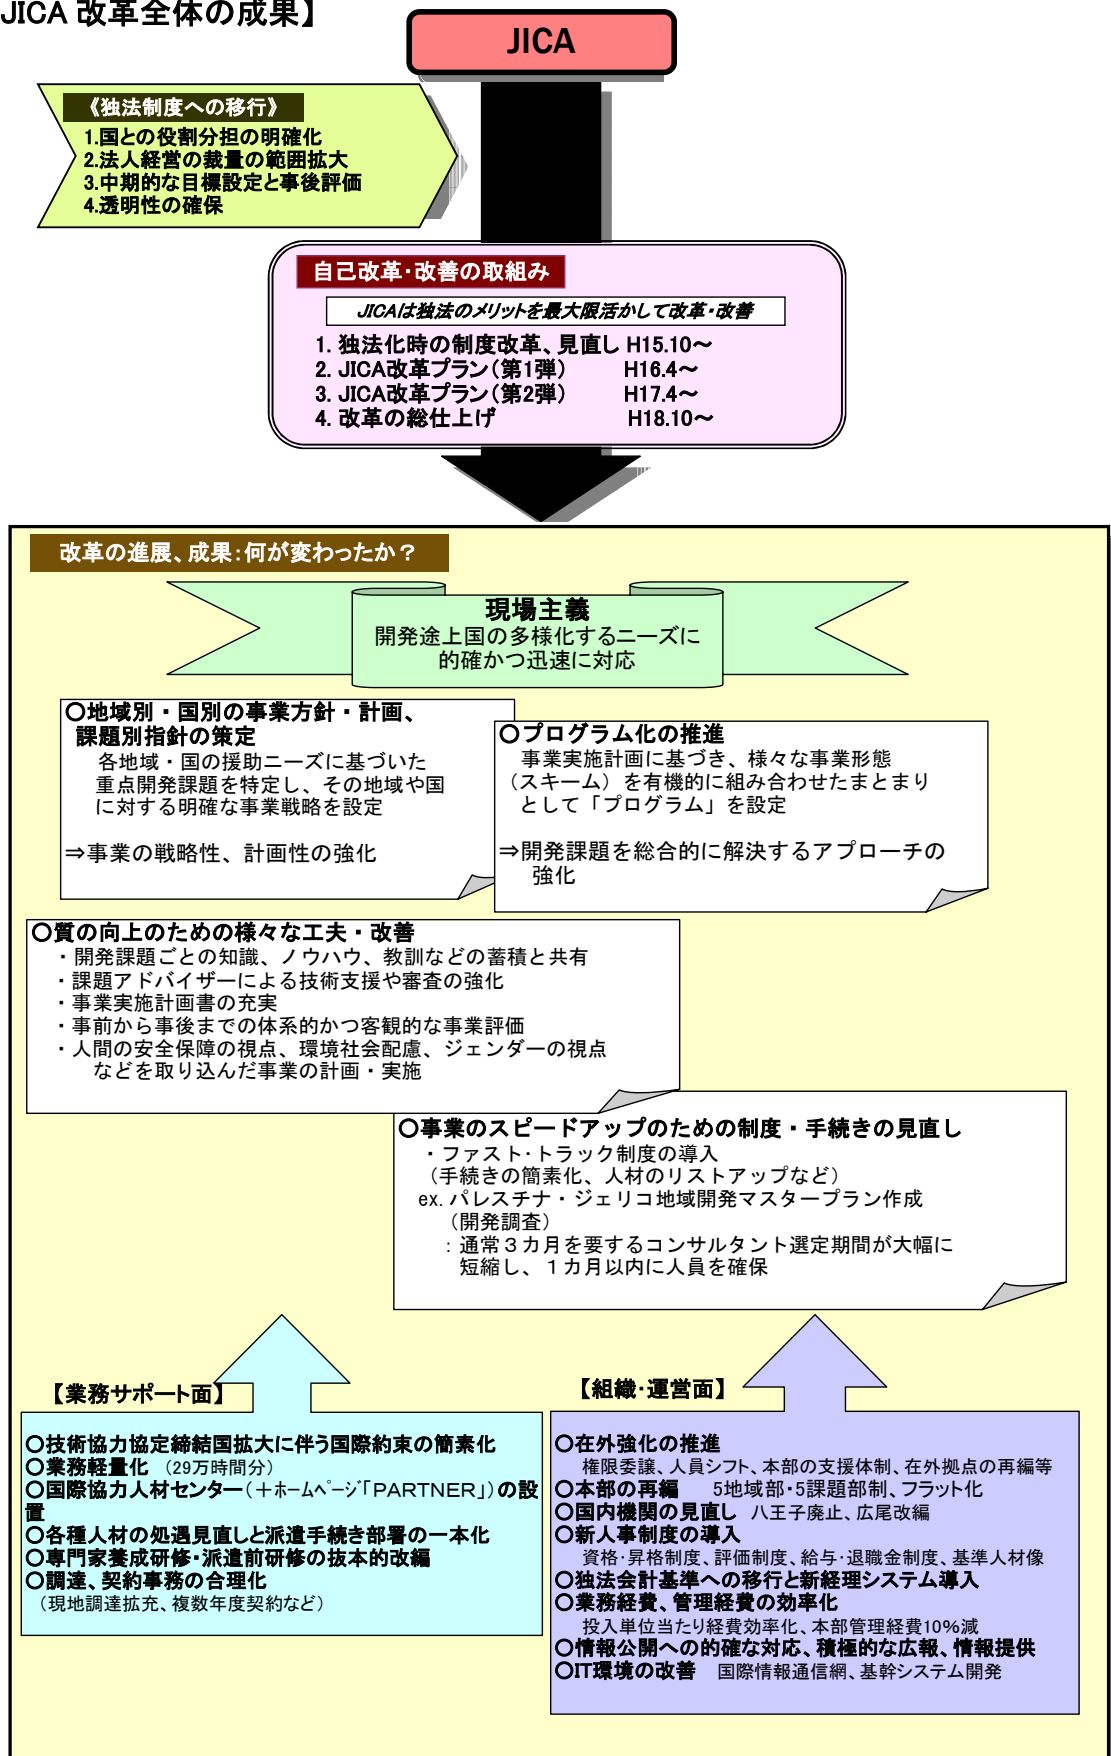 JICA 改革全体の成果】
JICA
《独法制度への移行》
1.国との役割分担の明確化
2.法人経営の裁量の範囲拡大
3.中期的な目標設定と事後評価
4.透明性の確保
自己改革・改善の取組み
JICAは独法のメリットを最大限活かして改革・改善
1. 独法化時の制度改革、見直し H15.10～
2. JICA改革プラン（第1弾） H16.4～
3. JICA改革プラン（第2弾） H17.4～
4. 改革の総仕上げ H18.10～
改革の進展、成果：何が変わったか？
現場主義
開発途上国の多様化するニーズに
的確かつ迅速に対応
○地域別・国別の事業方針・計画、
課題別指針の策定
各地域・国の援助ニーズに基づいた
重点開発課題を特定し、その地域や国
に対する明確な事業戦略を設定
⇒事業の戦略性、計画性の強化
○プログラム化の推進
事業実施計画に基づき、様々な事業形態
（スキーム）を有機的に組み合わせたまとまり
として「プログラム」を設定
⇒開発課題を総合的に解決するアプローチの
強化
○質の向上のための様々な工夫・改善
・開発課題ごとの知識、ノウハウ、教訓などの蓄積と共有
・課題アドバイザーによる技術支援や審査の強化
・事業実施計画書の充実
・事前から事後までの体系的かつ客観的な事業評価
・人間の安全保障の視点、環境社会配慮、ジェンダーの視点
などを取り込んだ事業の計画・実施
○事業のスピードアップのための制度・手続きの見直し
・ファスト・トラック制度の導入
（手続きの簡素化、人材のリストアップなど）
ex. パレスチナ・ジェリコ地域開発マスタープラン作成
（開発調査）
：通常３カ月を要するコンサルタント選定期間が大幅に
短縮し、１カ月以内に人員を確保
【業務サポート面】
○技術協力協定締結国拡大に伴う国際約束の簡素化
○業務軽量化 （29万時間分）
○国際協力人材センター（＋ホームページ「PARTNER」）の設
置
○各種人材の処遇見直しと派遣手続き部署の一本化
○専門家養成研修・派遣前研修の抜本的改編
○調達、契約事務の合理化
（現地調達拡充、複数年度契約など）
【組織・運営面】
○在外強化の推進
権限委譲、人員シフト、本部の支援体制、在外拠点の再編等
○本部の再編 5地域部・5課題部制、フラット化
○国内機関の見直し 八王子廃止、広尾改編
○新人事制度の導入
資格・昇格制度、評価制度、給与・退職金制度、基準人材像
○独法会計基準への移行と新経理システム導入
○業務経費、管理経費の効率化
投入単位当たり経費効率化、本部管理経費10%減
○情報公開への的確な対応、積極的な広報、情報提供
○IT環境の改善 国際情報通信網、基幹システム開発